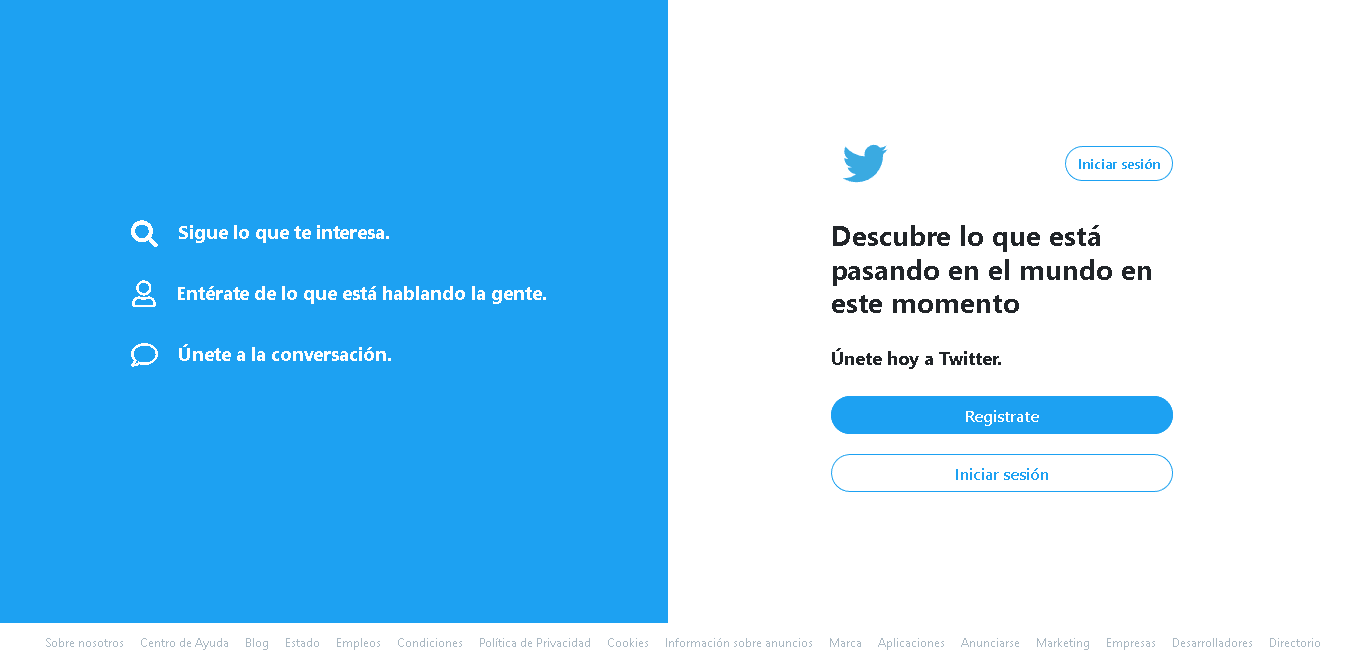 Sigue lo que te interesa.
Entérate de lo que está hablando la gente.
Únete a la conversación.
Iniciar sesión
Descubre lo que está
pasando en el mundo en
este momento
Únete hoy a Twitter.
Registrate
Iniciar sesión
Sobre nosotros Centro de Ayuda Blog Estado Empleos Condiciones Política de Privacidad Cookies Información sobre anuncios Marca Aplicaciones Anunciarse Marketing Empresas Desarrolladores Directorio